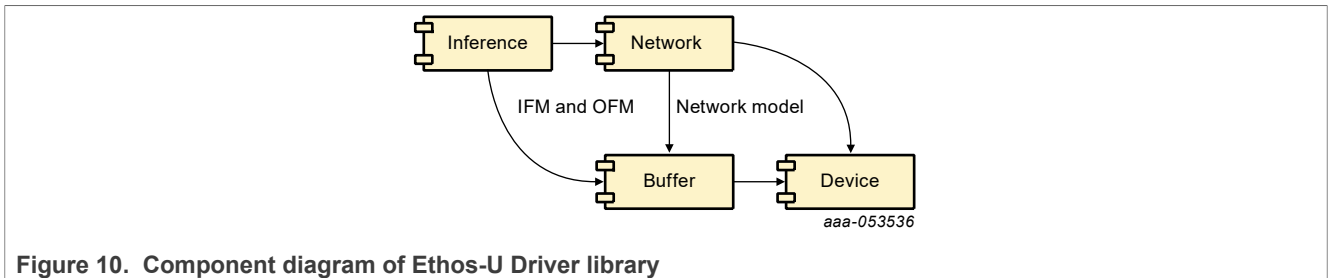 Inference
Network
IFM and OFM
Network model
Buffer
Device
aaa-053536
Figure 10. Component diagram of Ethos-U Driver library